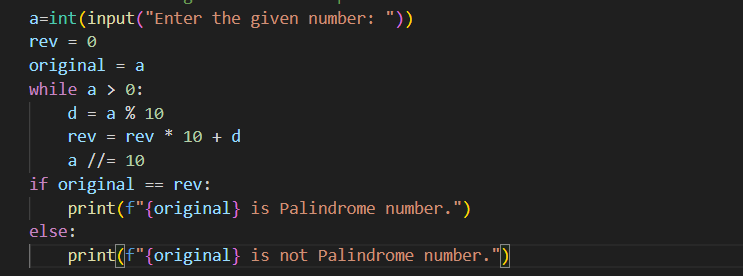 a=int(input("Enter the given number: "))
rev = 0
original = a
while a > 0:
    d = a % 10
    rev = rev * 10 + d
    a //= 10
if original == rev:
    print(f"{original} is Palindrome number.")
else:
    print(f"{original} is not Palindrome number.")